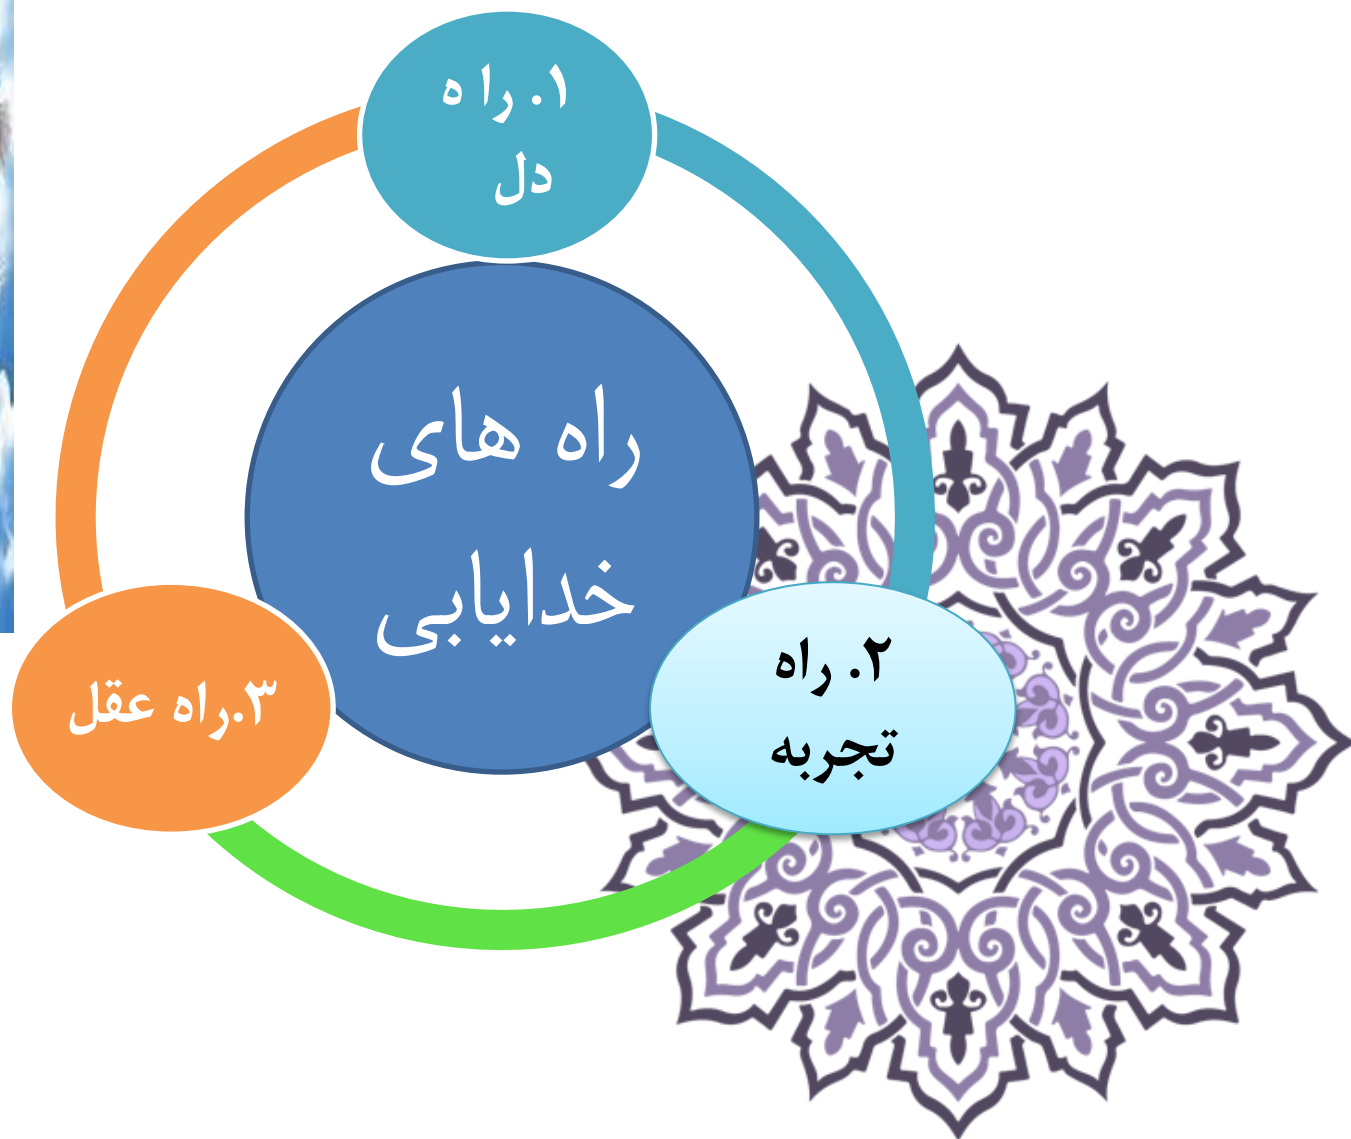 ۱. راه
دل
راه های
خدایابی
۲. راه
تجربه
۳.راه عقل